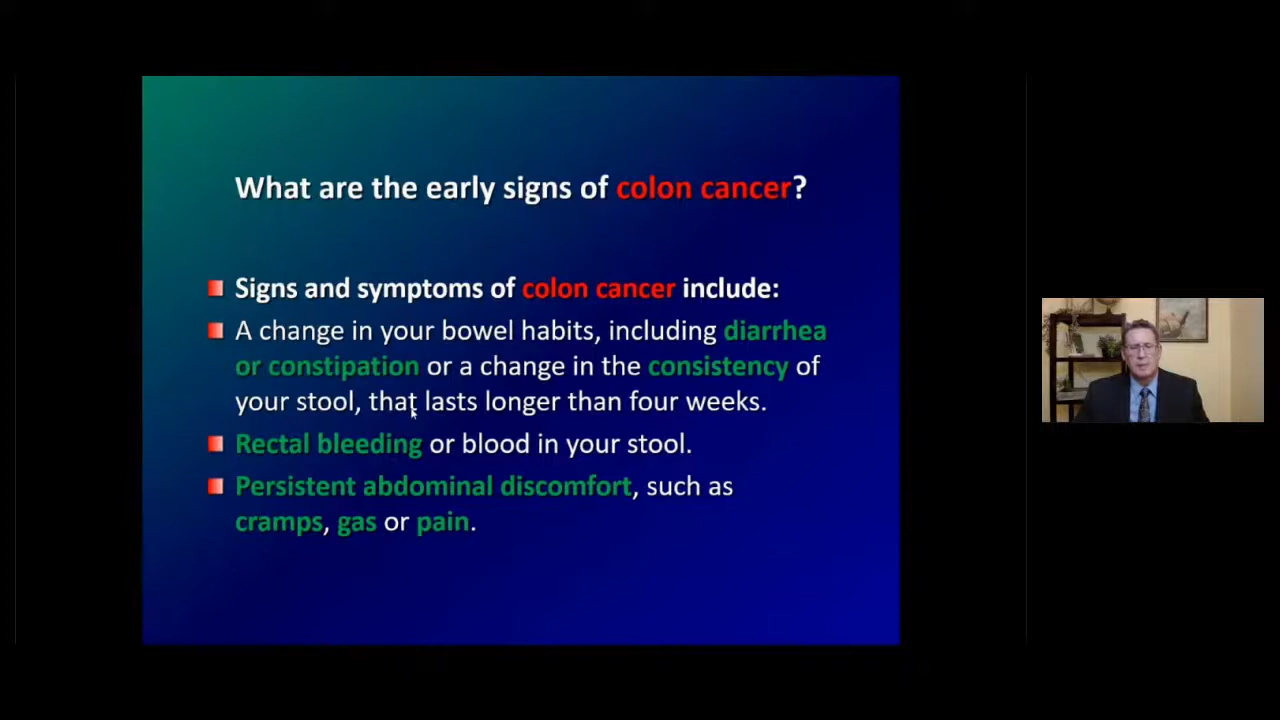 What are the early signs of colon cancer?
Signs and symptoms of colon cancer include:
A change in your bowel habits, including diarrhea
or constipation or a change in the consistency of
your stool, that lasts longer than four weeks.
Rectal bleeding or blood in your stool.
Persistent abdominal discomfort, such as
cramps, gas or pain.